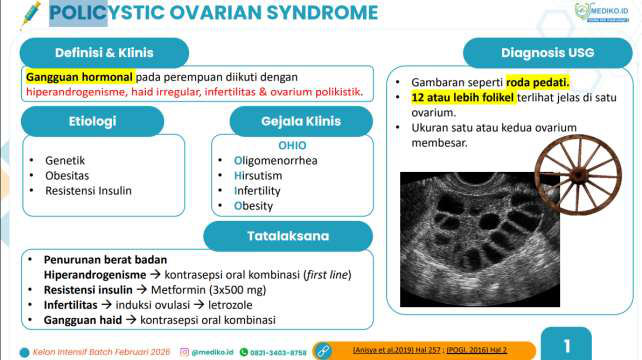 POLICYSTIC OVARIAN SYNDROME
MEDIKO.ID
Definisi & Klinis
Gangguan hormonal pada perempuan diikuti dengan
hiperandrogenisme, haid irregular, infertilitas & ovarium polikistik.
Etiologi
• Genetik
• Obesitas
• Resistensi Insulin
Gejala Klinis
OHIO
• Oligomenorrhea
• Hirsutism
• Infertility
• Obesity
Tatalaksana
• Penurunan berat badan
Hiperandrogenisme → kontrasepsi oral kombinasi (first line)
• Resistensi insulin → Metformin (3x500 mg)
• Infertilitas → induksi ovulasi → letrozole
• Gangguan haid → kontrasepsi oral kombinasi
Diagnosis USG
• Gambaran seperti roda pedati.
• 12 atau lebih folikel terlihat jelas di satu
ovarium.
• Ukuran satu atau kedua ovarium
membesar.
Kelon Intensif Batch Februari 2026
@mediko.id
0821-3403-8758
(Anisya et al,2019) Hal 257 ; (POGI, 2016) Hal 2
1